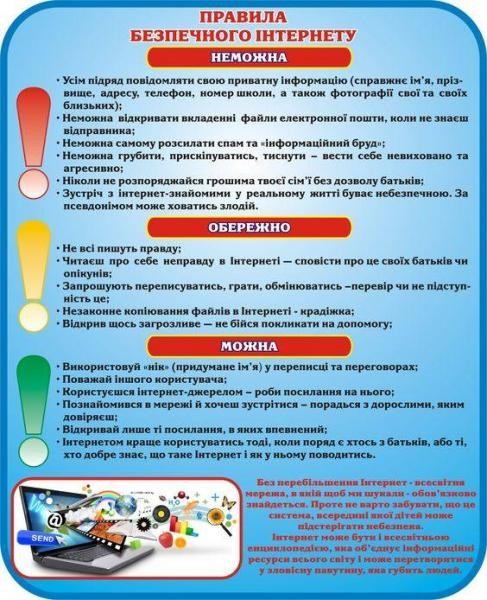 ПРАВИЛА
БЕЗПЕЧНОГО ІНТЕРНЕТУ
НЕМОЖНА
• Усім підряд повідомляти свою приватну інформацію (справжнє ім'я, пріз-
вище, адресу, телефон, номер школи, а також фотографії свої та своїх
близьких);
• Неможна відкривати вкладенні файли електронної пошти, коли не знаєш
відправника;
• Неможна самому розсилати спам та «інформаційний бруд»;
• Неможна грубити, прискіпуватись, тиснути – вести себе невиховано та
агресивно;
• Ніколи не розпоряджайся грошима твоєї сім'ї без дозволу батьків;
• Зустріч з інтернет-знайомими у реальному житті буває небезпечною. За
псевдонімом може ховатись злодій.
ОБЕРЕЖНО
• Не всі пишуть правду;
• Читаєш про себе неправду в Інтернеті — сповісти про це своїх батьків чи
опікунів;
• Запрошують переписуватись, грати, обмінюватись –перевір чи не підступ-
ність це;
• Незаконне копіювання файлів в Інтернеті - крадіжка;
• Відкрив щось загрозливе — не бійся покликати на допомогу;
МОЖНА
• Використовуй «нік» (придумане ім'я) у переписці та переговорах;
• Поважай іншого користувача;
• Користуєшся інтернет-джерелом – роби посилання на нього;
• Познайомився в мережі й хочеш зустрітися – порадься з дорослими, яким
довіряєш;
• Відкривай лише ті посилання, в яких впевнений;
• Інтернетом краще користуватись тоді, коли поряд є хтось з батьків, або ті,
хто добре знає, що таке Інтернет і як у ньому поводитись.
Без перебільшення Інтернет - всесвітня
мережа, в якій щоб ми шукали - обов'язково
знайдеться. Проте не варто забувати, що це
система, всередині якої дітей може
підстерігати небезпека.
Інтернет може бути і всесвітньою
енциклопедією, яка об'єднує інформаційні
ресурси всього світу і може перетворятися
у зловісну павутину, яка губить людей.
@
H₂O
SEND